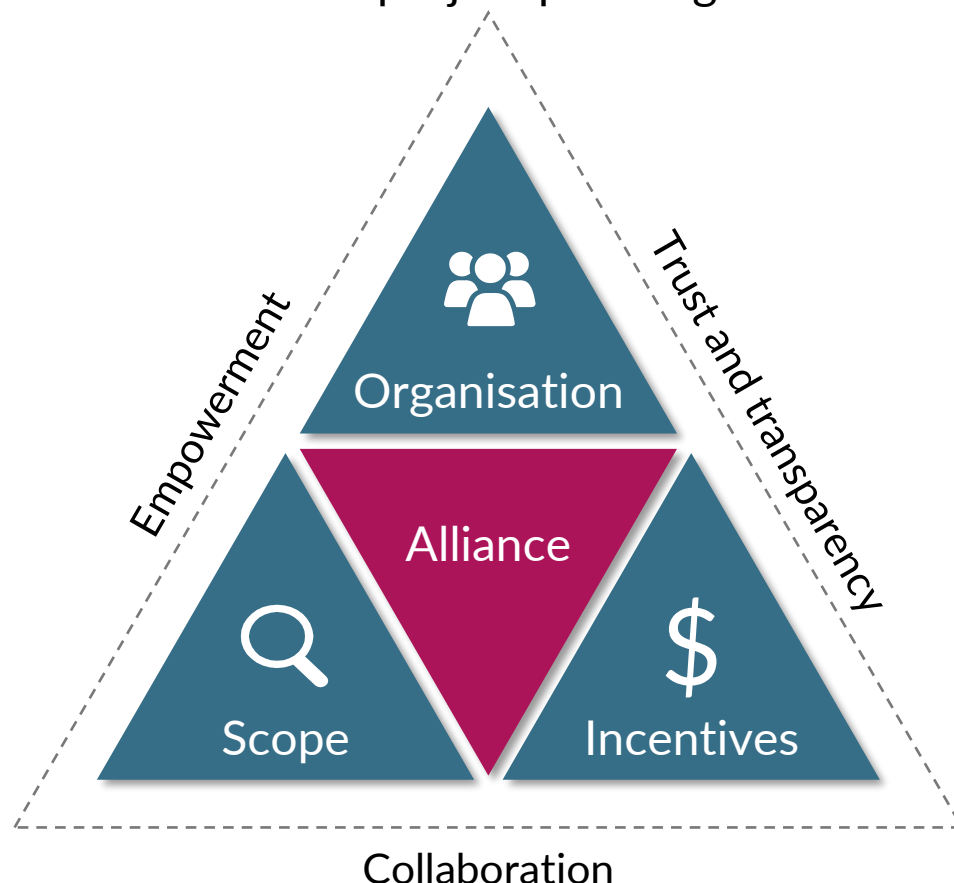 Organisation
Empowerment
Trust and transparency
Alliance
$
Scope
Incentives
Collaboration